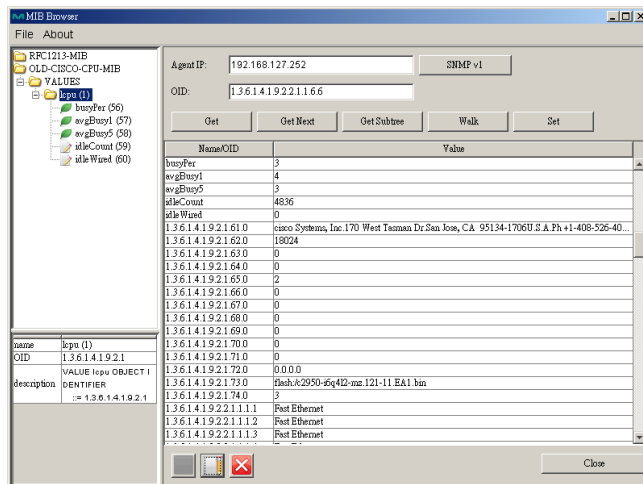 MIB Browser
File About
RFC1213-MIB
OLD-CISCO-CPU-MIB
VALUES
lcpu (1)
busyPer (56)
avgBusy1 (57)
avgBusy5 (58)
idleCount (59)
idleWired (60)
name lcpu (1)
OID 1.3.6.1.4.1.9.2.1
description VALUE lcpu OBJECT I
DENTIFIER
::= 1.3.6.1.4.1.9.2.1
Agent IP: 192.168.127.252 SNMP v1
OID: 1.3.6.1.4.1.9.2.2.1.1.6.6
Get Get Next Get Subtree Walk Set
Name/OID Value
busyPer 3
avgBusy1 4
avgBusy5 3
idleCount 4836
idleWired 0
1.3.6.1.4.1.9.2.1.61.0 cisco Systems, Inc.170 West Tasman Dr.San Jose, CA 95134-1706U.S.A.Ph +1-408-526-40...
1.3.6.1.4.1.9.2.1.62.0 18024
1.3.6.1.4.1.9.2.1.63.0 0
1.3.6.1.4.1.9.2.1.64.0 0
1.3.6.1.4.1.9.2.1.65.0 2
1.3.6.1.4.1.9.2.1.66.0 0
1.3.6.1.4.1.9.2.1.67.0 0
1.3.6.1.4.1.9.2.1.68.0 0
1.3.6.1.4.1.9.2.1.69.0 0
1.3.6.1.4.1.9.2.1.70.0 0
1.3.6.1.4.1.9.2.1.71.0 0
1.3.6.1.4.1.9.2.1.72.0 0.0.0.0
1.3.6.1.4.1.9.2.1.73.0 flash:/c2950-i6q4l2-mz.121-11.EA1.bin
1.3.6.1.4.1.9.2.1.74.0 3
1.3.6.1.4.1.9.2.2.1.1.1.1 Fast Ethernet
1.3.6.1.4.1.9.2.2.1.1.1.2 Fast Ethernet
1.3.6.1.4.1.9.2.2.1.1.1.3 Fast Ethernet
Close